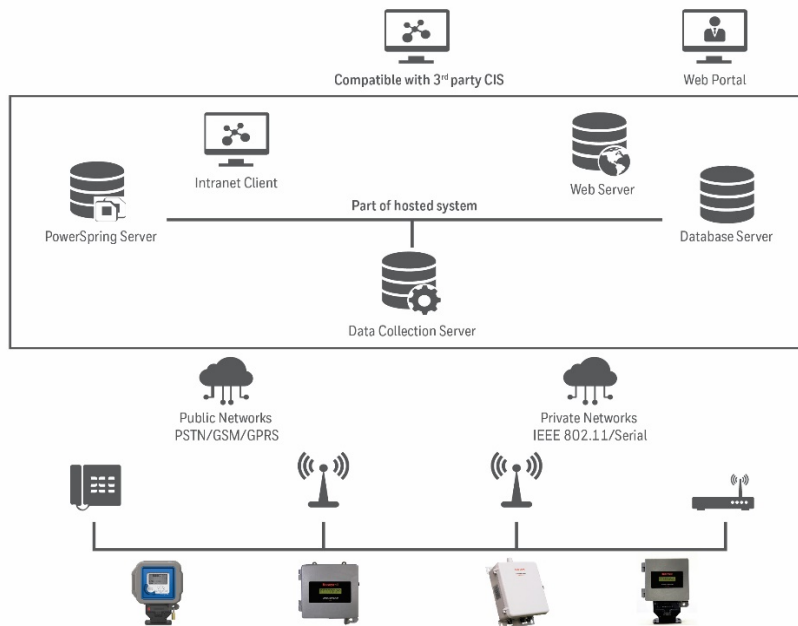 Compatible with 3rd party CIS
Web Portal
Intranet Client
Web Server
Part of hosted system
PowerSpring Server
Database Server
Data Collection Server
Public Networks
PSTN/GSM/GPRS
Private Networks
IEEE 802.11/Serial